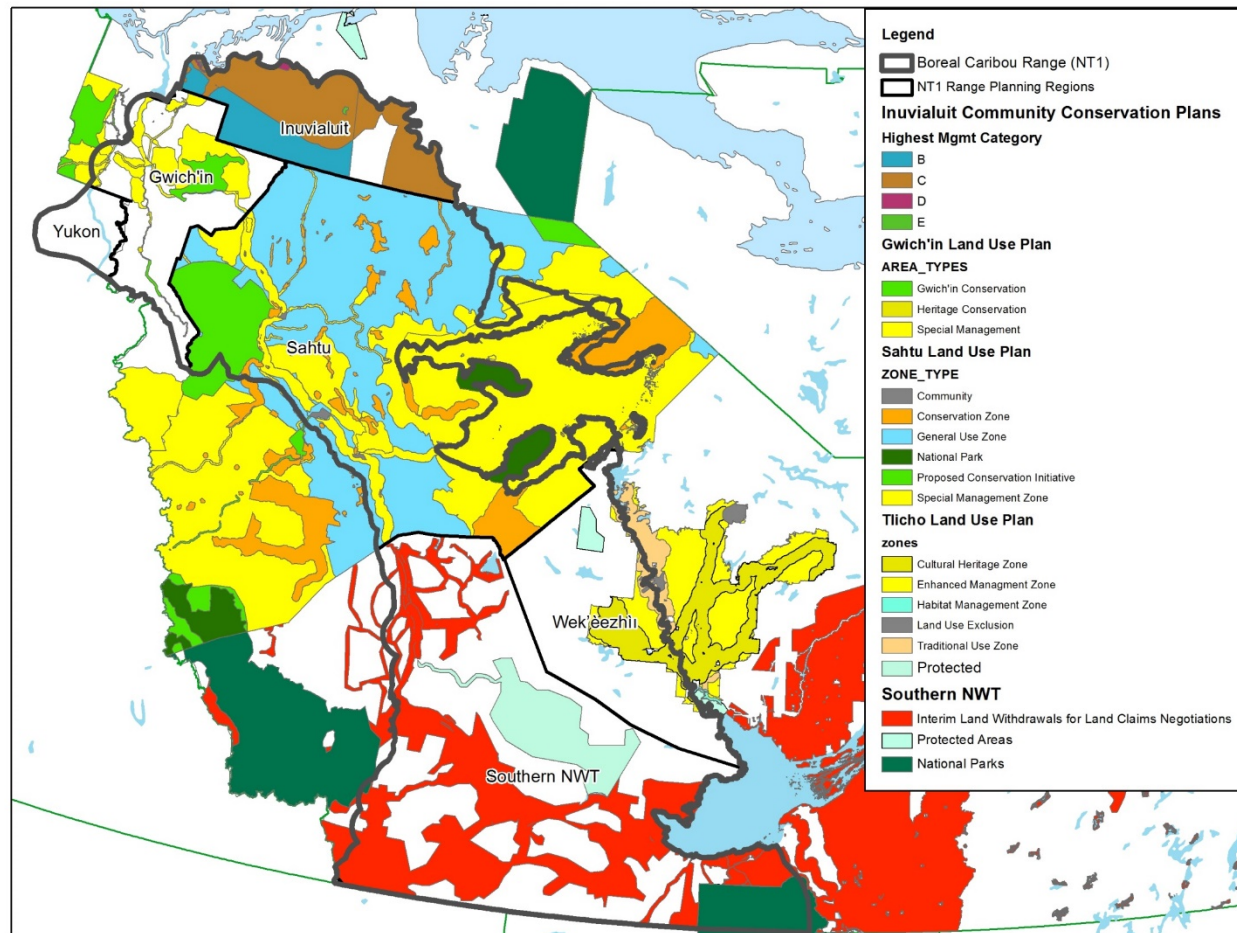 Inuvialuit
Gwich'in
Yukon
Sahtu
Wek'èezhìi
Southern NWT
Legend
Boreal Caribou Range (NT1)
NT1 Range Planning Regions
Inuvialuit Community Conservation Plans
Highest Mgmt Category
B
C
D
E
Gwich'in Land Use Plan
AREA_TYPES
Gwich'in Conservation
Heritage Conservation
Special Management
Sahtu Land Use Plan
ZONE_TYPE
Community
Conservation Zone
General Use Zone
National Park
Proposed Conservation Initiative
Special Management Zone
Tlicho Land Use Plan
zones
Cultural Heritage Zone
Enhanced Managment Zone
Habitat Management Zone
Land Use Exclusion
Traditional Use Zone
Protected
Southern NWT
Interim Land Withdrawals for Land Claims Negotiations
Protected Areas
National Parks